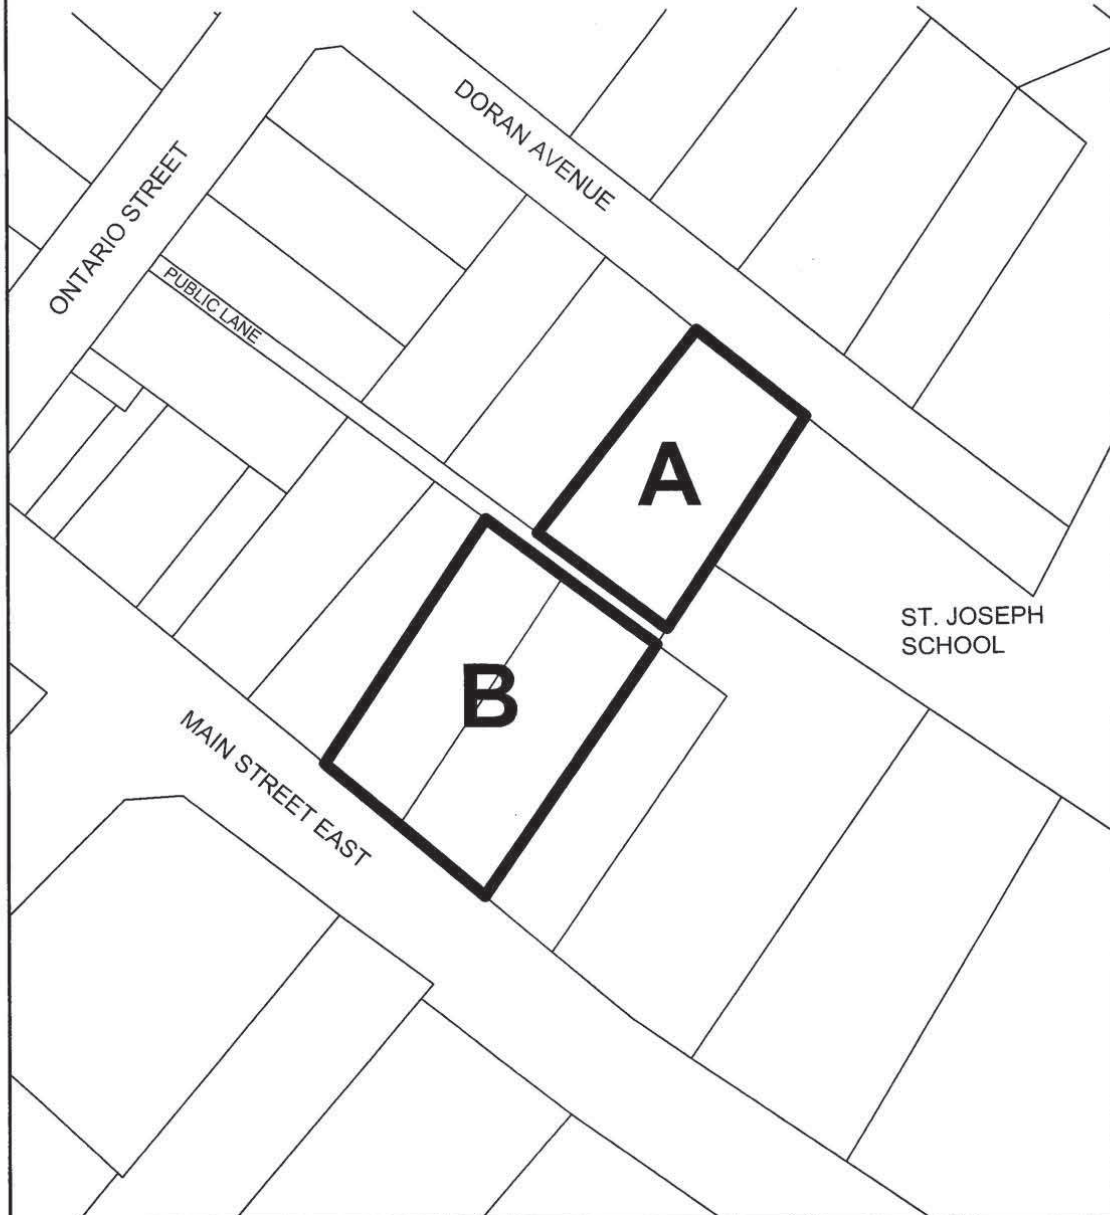 DORAN AVENUE
ONTARIO STREET
PUBLIC LANE
A
ST. JOSEPH
SCHOOL
B
MAIN STREET EAST